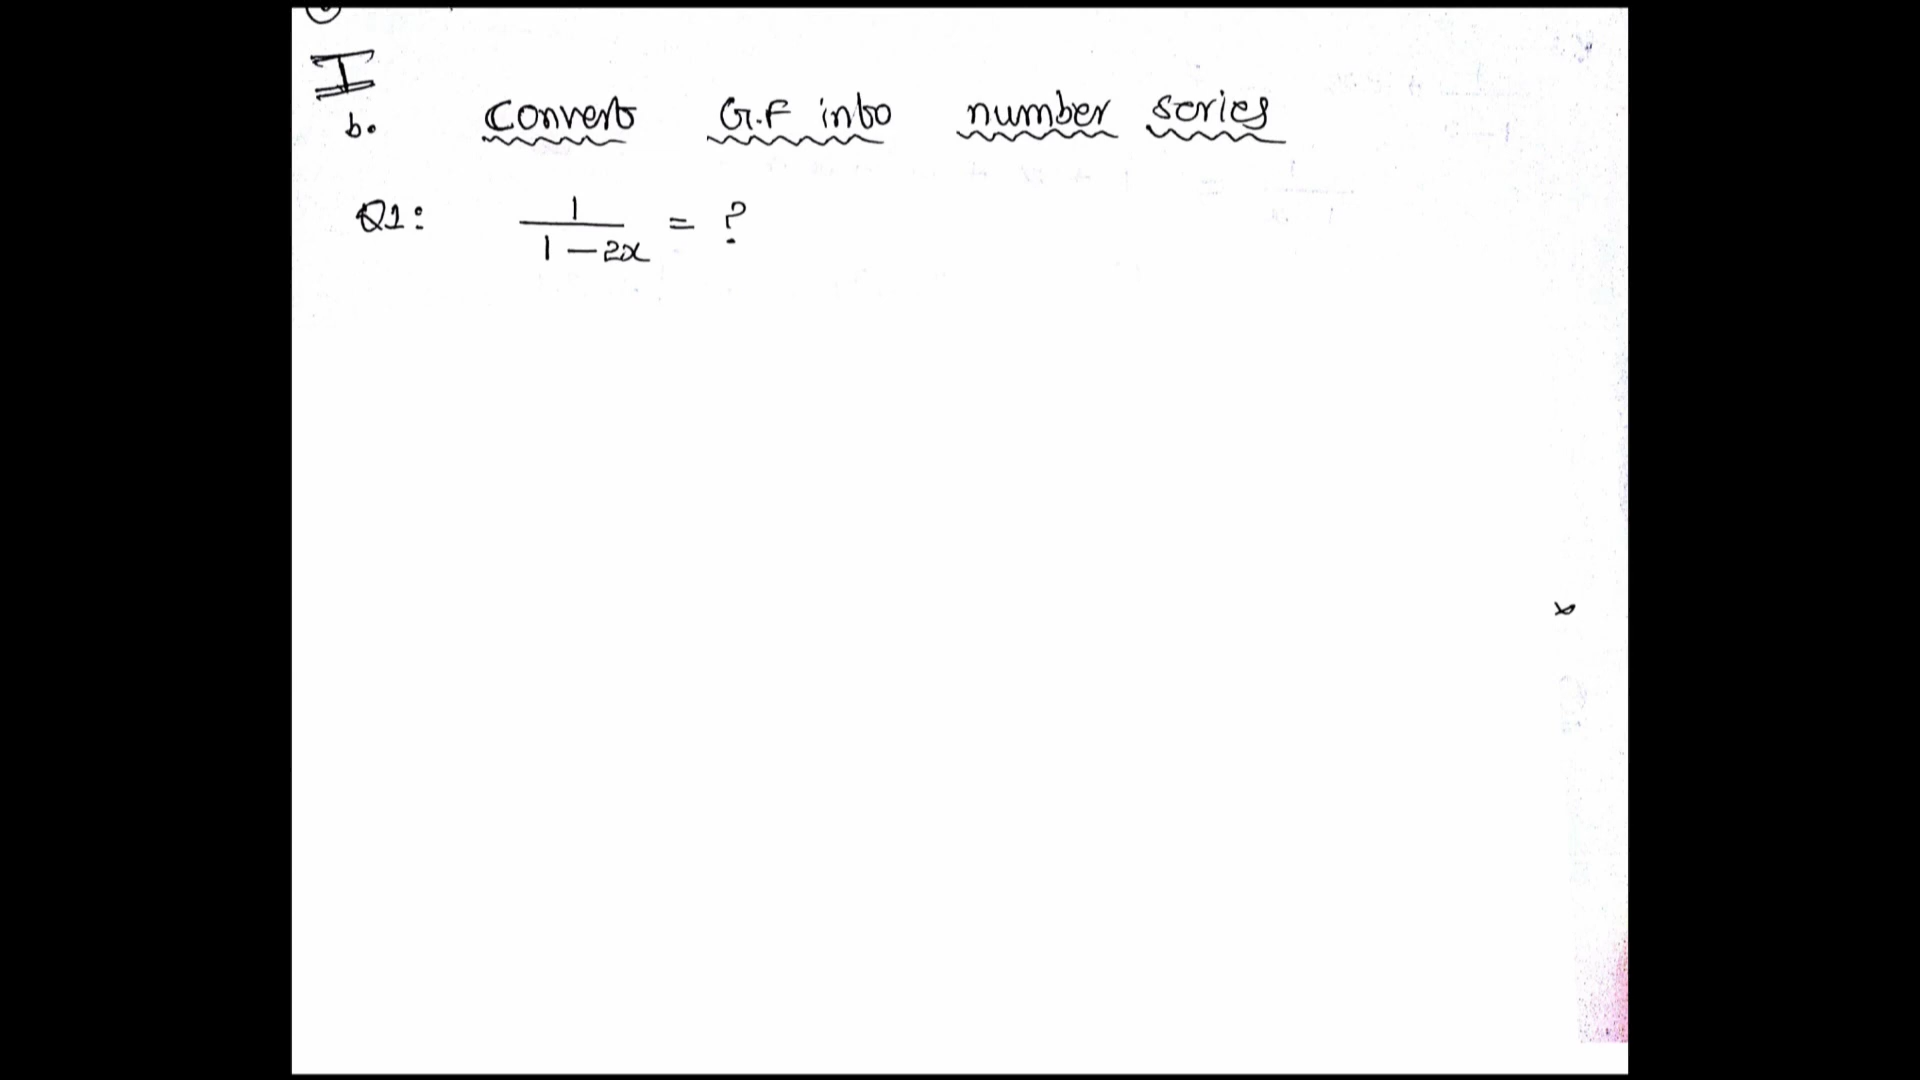 I
b. Convert G.F into number series
Q1: 1/(1-2x) = ?